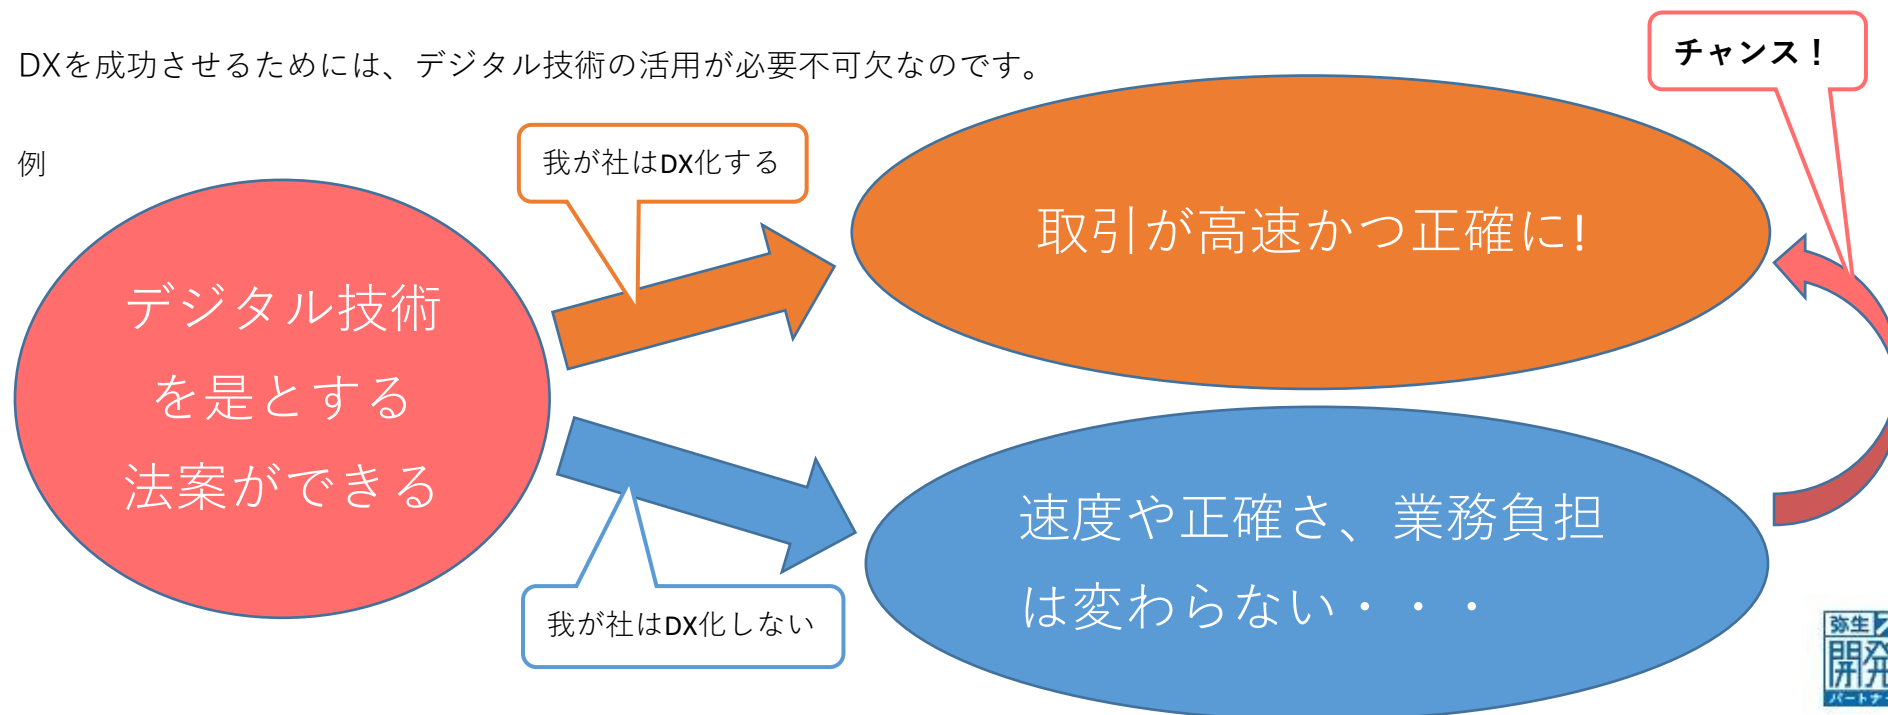 DXを成功させるためには、デジタル技術の活用が必要不可欠なのです。
チャンス！
例
我が社はDX化する
取引が高速かつ正確に!
デジタル技術
を是とする
法案ができる
速度や正確さ、業務負担
は変わらない・・・
我が社はDX化しない
弥生
開発
パートナー